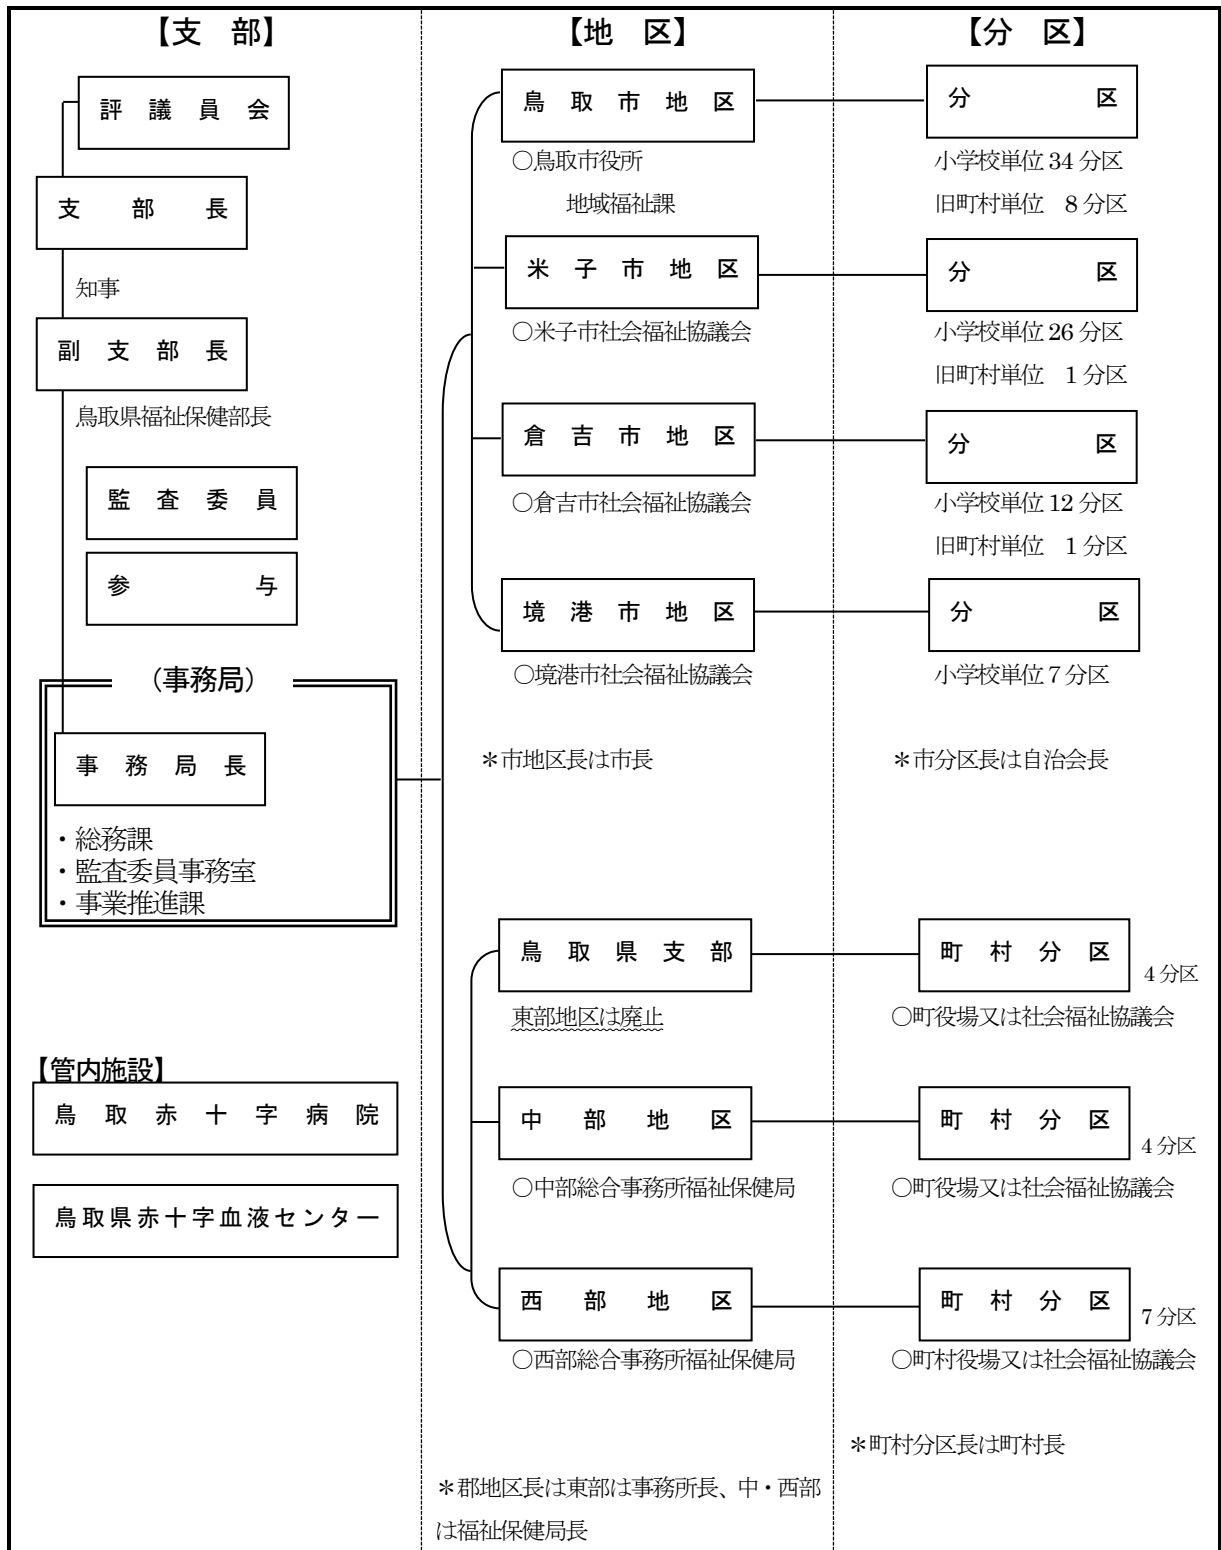 【支　部】
評議員会
支部長
知事
副支部長
鳥取県福祉保健部長
監査委員
参与
（事務局）
事務局長
・総務課
・監査委員事務室
・事業推進課
【管内施設】
鳥取赤十字病院
鳥取県赤十字血液センター
【地　区】
鳥取市地区
○鳥取市役所
地域福祉課
米子市地区
○米子市社会福祉協議会
倉吉市地区
○倉吉市社会福祉協議会
境港市地区
○境港市社会福祉協議会
＊市地区長は市長
鳥取県支部
東部地区は廃止
中部地区
○中部総合事務所福祉保健局
西部地区
○西部総合事務所福祉保健局
＊郡地区長は東部は事務所長、中・西部
は福祉保健局長
【分　区】
分区
小学校単位 34 分区
旧町村単位　8 分区
分区
小学校単位 26 分区
旧町村単位　1 分区
分区
小学校単位 12 分区
旧町村単位　1 分区
分区
小学校単位 7 分区
＊市分区長は自治会長
町村分区
4 分区
○町役場又は社会福祉協議会
町村分区
4 分区
○町役場又は社会福祉協議会
町村分区
7 分区
○町村役場又は社会福祉協議会
＊町村分区長は町村長